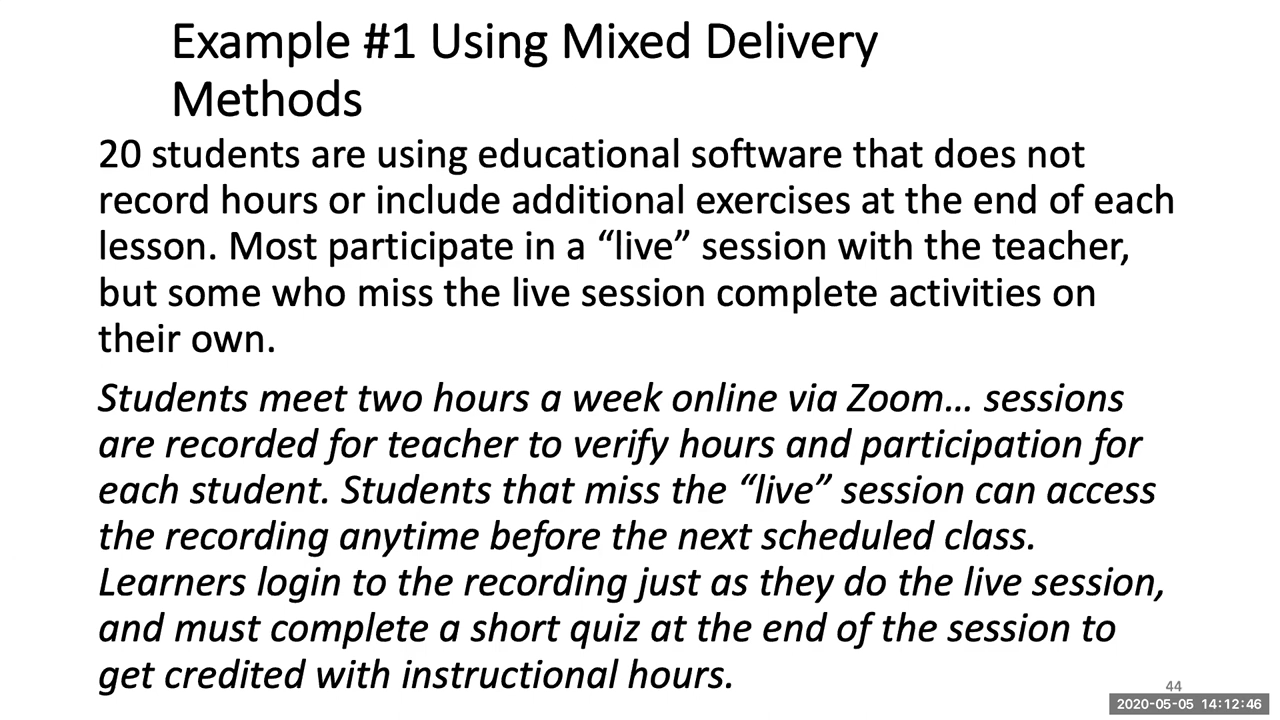 Example #1 Using Mixed Delivery
Methods
20 students are using educational software that does not
record hours or include additional exercises at the end of each
lesson. Most participate in a “live” session with the teacher,
but some who miss the live session complete activities on
their own.
Students meet two hours a week online via Zoom… sessions
are recorded for teacher to verify hours and participation for
each student. Students that miss the “live” session can access
the recording anytime before the next scheduled class.
Learners login to the recording just as they do the live session,
and must complete a short quiz at the end of the session to
get credited with instructional hours.
44
2020-05-05 14:12:46